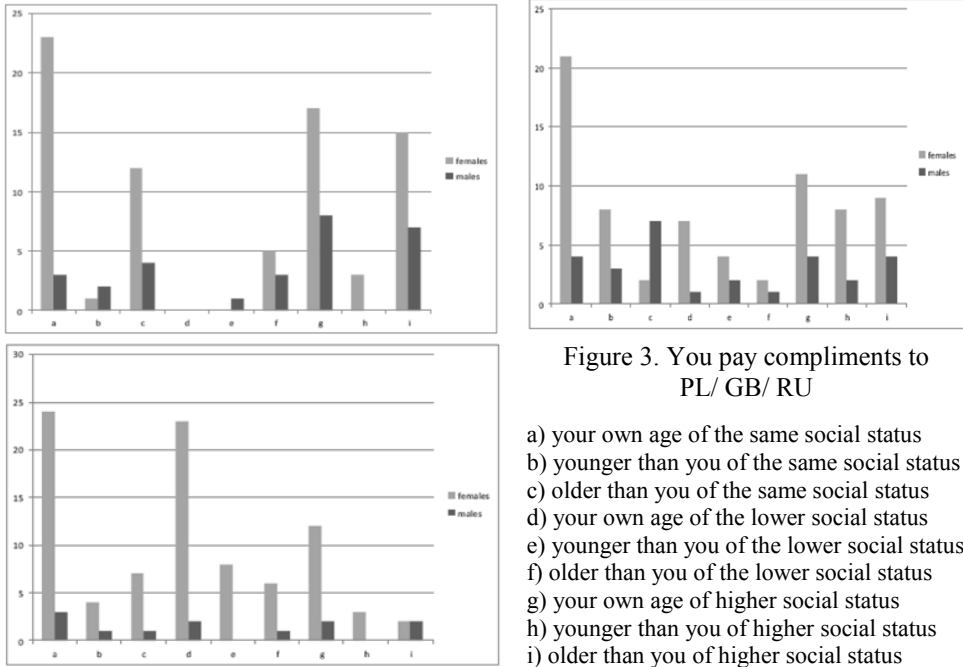 25
20
15
10
5
0
a b c d e f g h i
females
males
25
20
15
10
5
0
a b c d e f g h i
females
males
Figure 3. You pay compliments to
PL/ GB/ RU
30
25
20
15
10
5
0
a b c d e f g h i
females
males
a) your own age of the same social status
b) younger than you of the same social status
c) older than you of the same social status
d) your own age of the lower social status
e) younger than you of the lower social status
f) older than you of the lower social status
g) your own age of higher social status
h) younger than you of higher social status
i) older than you of higher social status